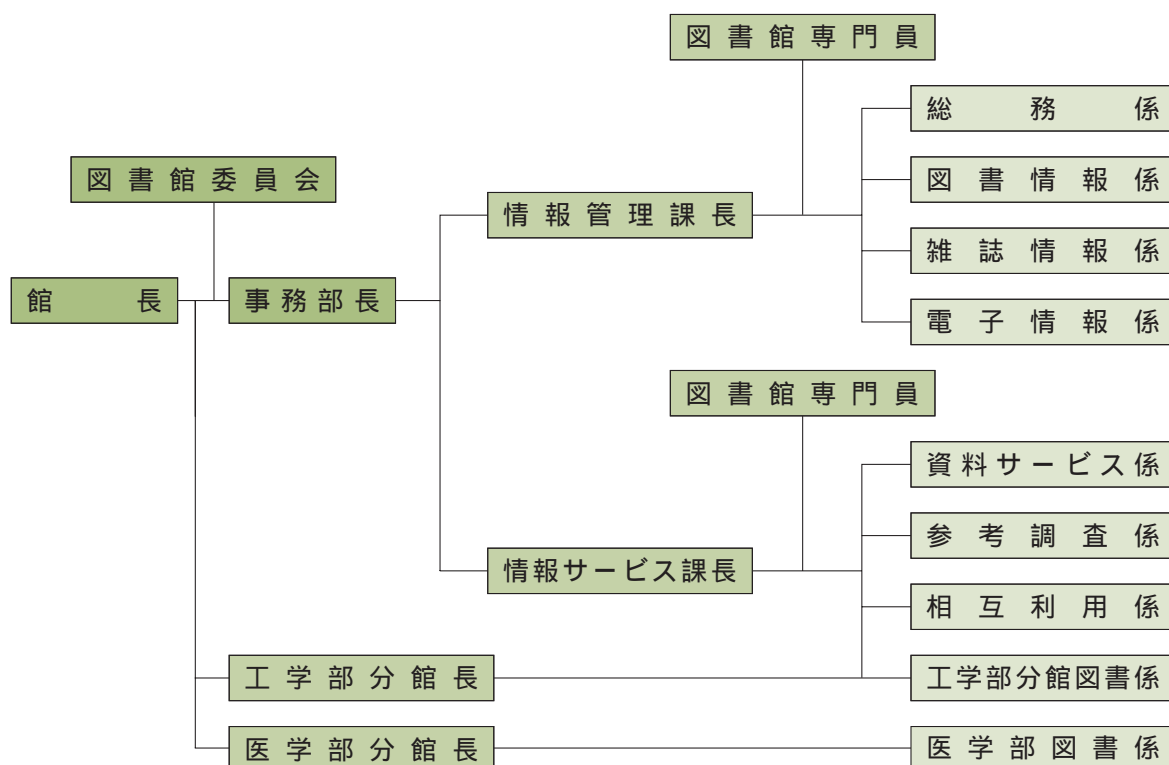 図書館専門員
総務係
図書館委員会
図書情報係
情報管理課長
雑誌情報係
館長
事務部長
電子情報係
図書館専門員
資料サービス係
参考調査係
情報サービス課長
相互利用係
工学部分館長
工学部分館図書係
医学部分館長
医学部図書係